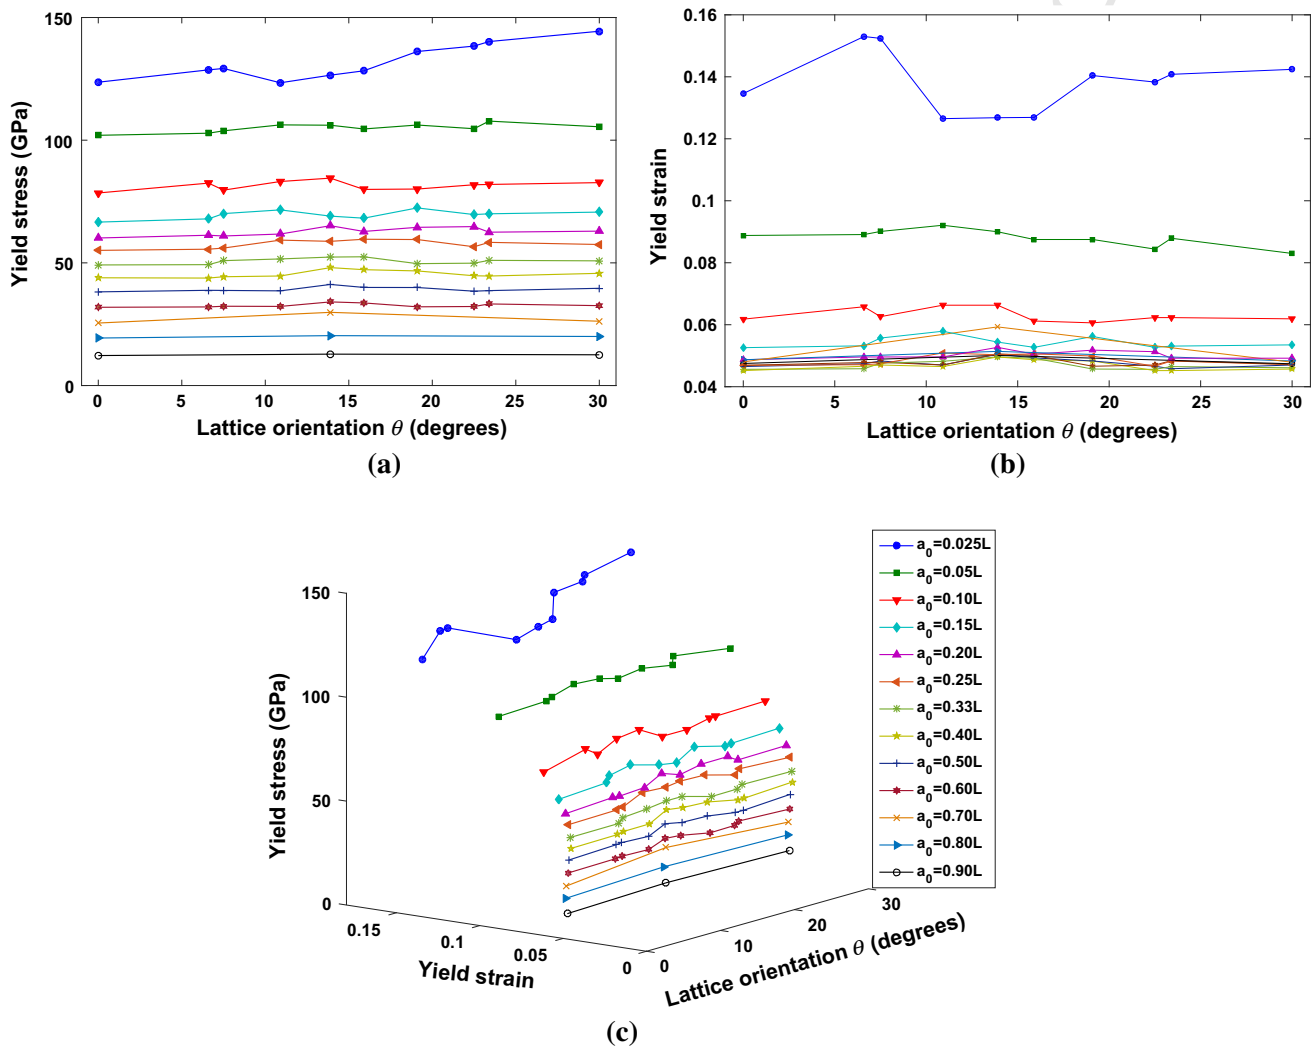 150
100
50
0
Yield stress (GPa)
0 5 10 15 20 25 30
Lattice orientation θ (degrees)
(a)
0.16
0.14
0.12
0.1
0.08
0.06
0.04
Yield strain
0 5 10 15 20 25 30
Lattice orientation θ (degrees)
(b)
150
100
50
0
Yield stress (GPa)
0.15 0.1 0.05 0
Yield strain
0 10 20 30
Lattice orientation θ (degrees)
a0=0.025L
a0=0.05L
a0=0.10L
a0=0.15L
a0=0.20L
a0=0.25L
a0=0.33L
a0=0.40L
a0=0.50L
a0=0.60L
a0=0.70L
a0=0.80L
a0=0.90L
(c)